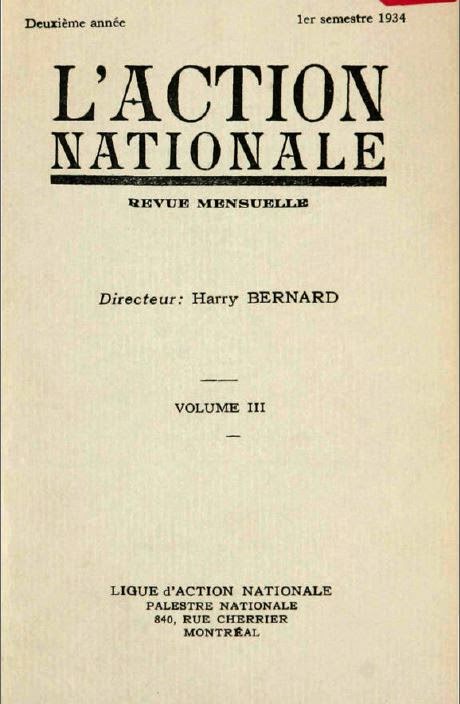 Deuxième année
1er semestre 1934
L'ACTION
NATIONALE
REVUE MENSUELLE
Directeur: Harry BERNARD
VOLUME III
LIGUE d'ACTION NATIONALE
PALESTRE NATIONALE
840, RUE CHERRIER
MONTRÉAL